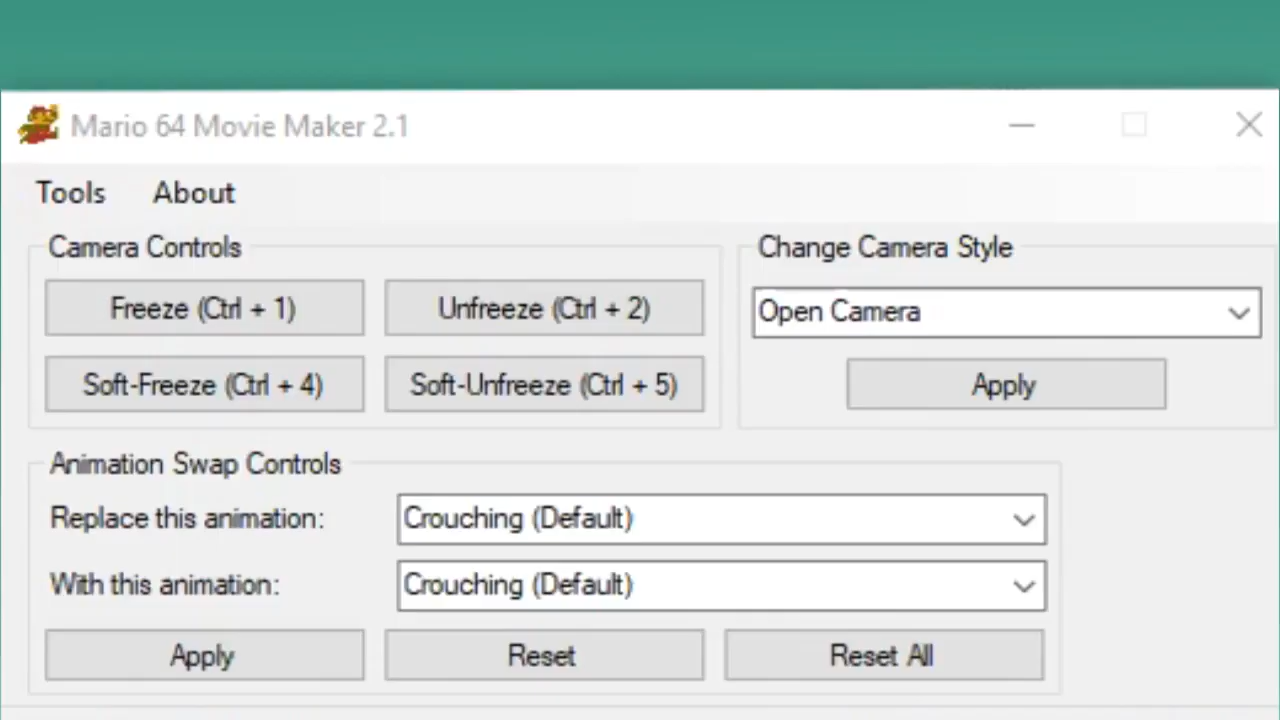 Mario 64 Movie Maker 2.1
Tools About
Camera Controls
Freeze (Ctrl + 1) Unfreeze (Ctrl + 2)
Soft-Freeze (Ctrl + 4) Soft-Unfreeze (Ctrl + 5)
Change Camera Style
Open Camera
Apply
Animation Swap Controls
Replace this animation: Crouching (Default)
With this animation: Crouching (Default)
Apply Reset Reset All